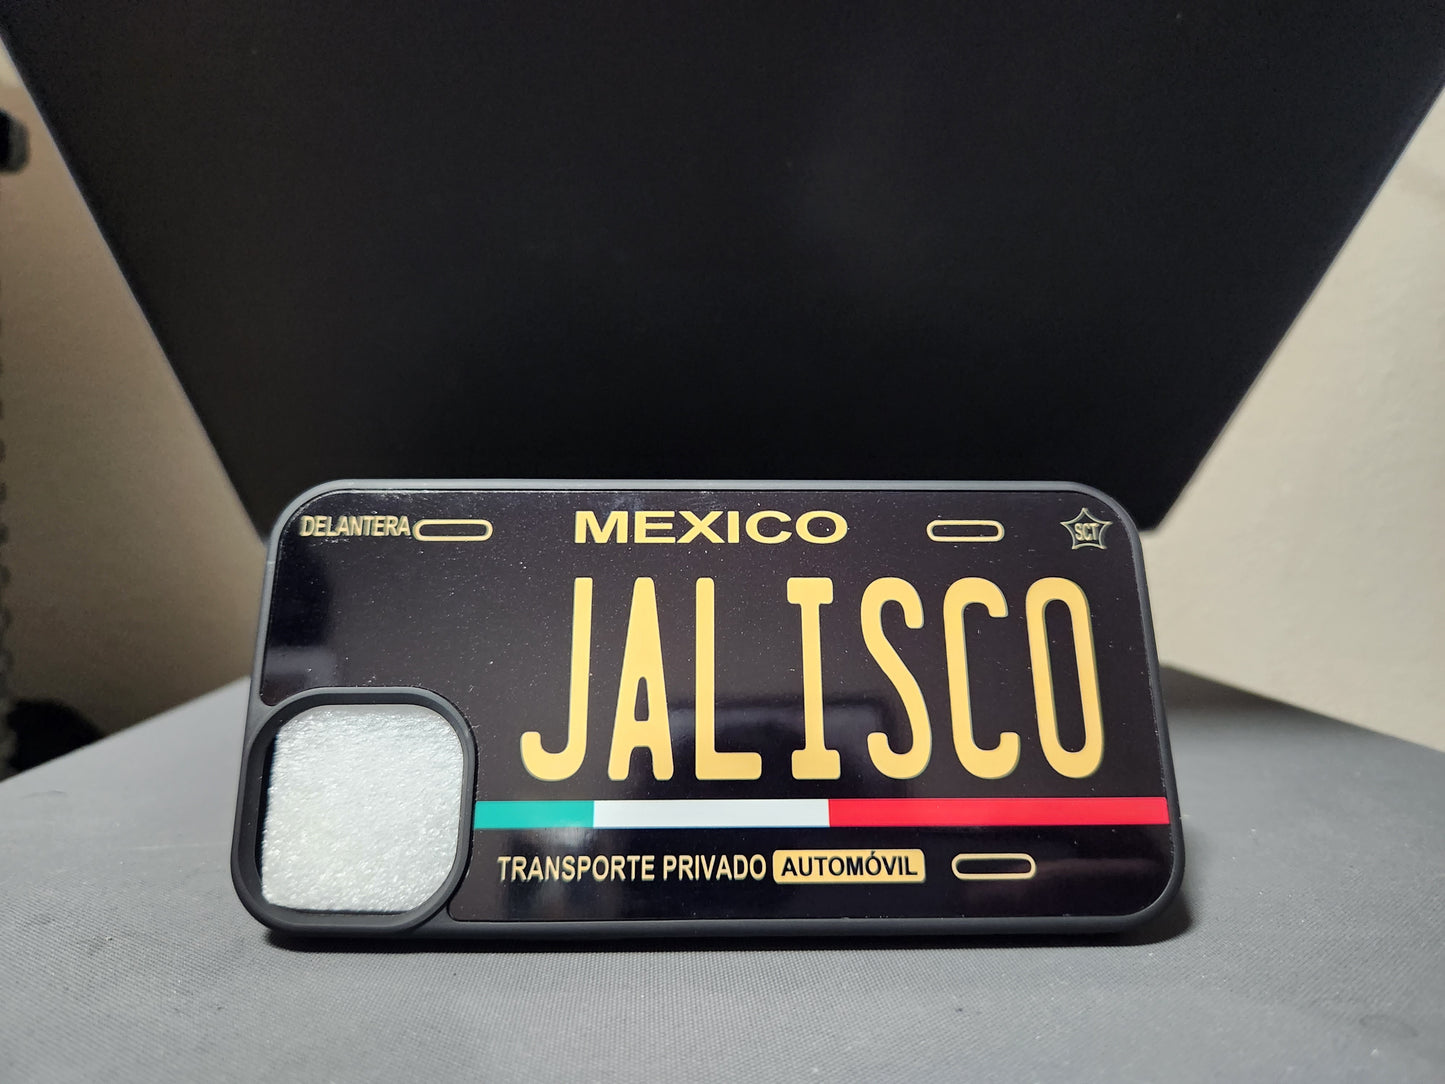 DELANTERA MEXICO SCT
JALISCO
TRANSPORTE PRIVADO AUTOMÓVIL